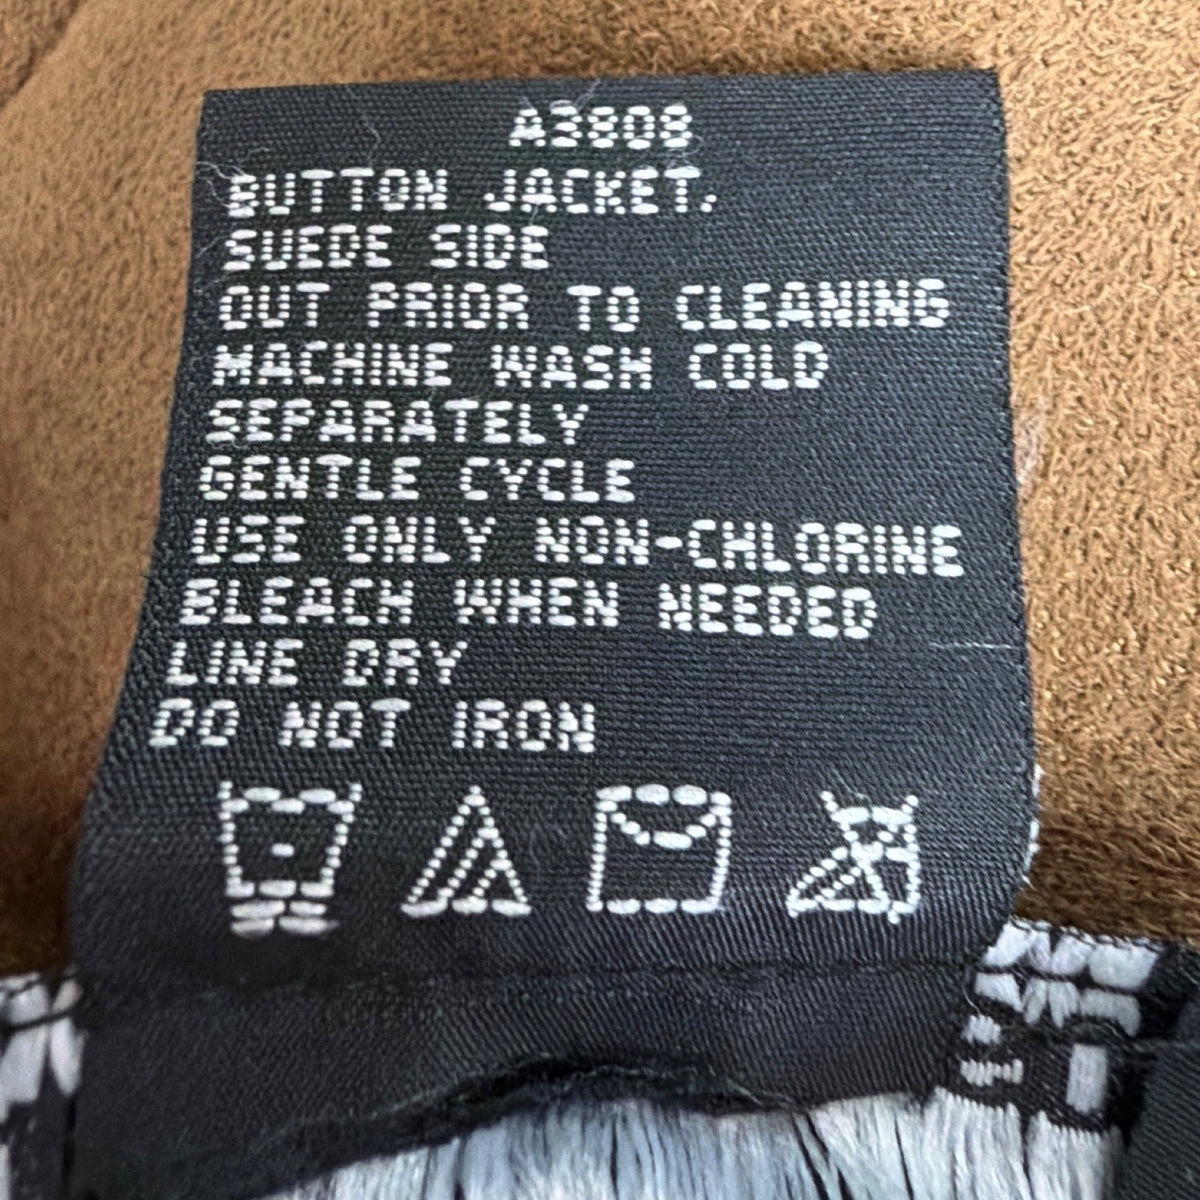 A3808
BUTTON JACKET,
SUEDE SIDE
OUT PRIOR TO CLEANING
MACHINE WASH COLD
SEPARATELY
GENTLE CYCLE
USE ONLY NON-CHLORINE
BLEACH WHEN NEEDED
LINE DRY
DO NOT IRON